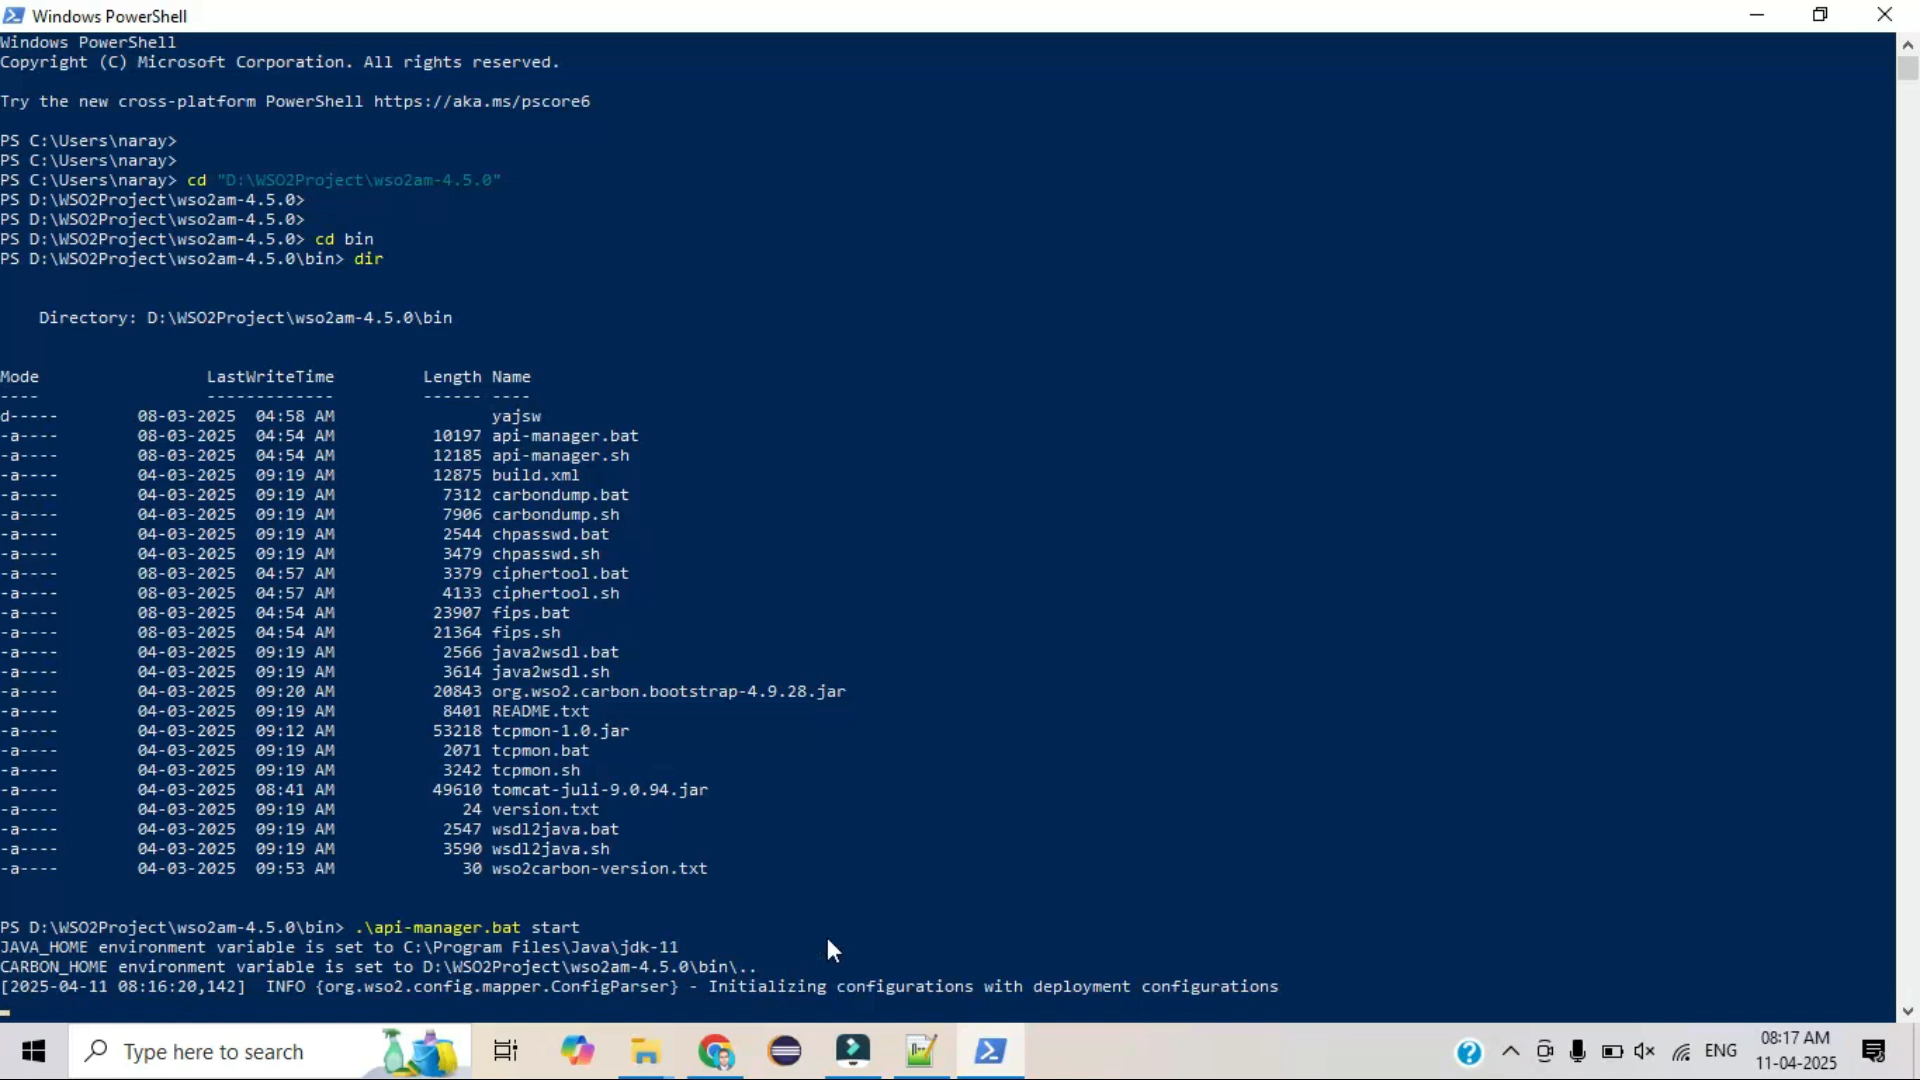 Windows PowerShell
Windows PowerShell
Copyright (C) Microsoft Corporation. All rights reserved.
Try the new cross-platform PowerShell https://aka.ms/pscore6
PS C:\Users\naray>
PS C:\Users\naray>
PS C:\Users\naray> cd "D:\WSO2Project\wso2am-4.5.0"
PS D:\WSO2Project\wso2am-4.5.0>
PS D:\WSO2Project\wso2am-4.5.0>
PS D:\WSO2Project\wso2am-4.5.0> cd bin
PS D:\WSO2Project\wso2am-4.5.0\bin> dir
Directory: D:\WSO2Project\wso2am-4.5.0\bin
Mode LastWriteTime Length Name
---- ------------- ------ ----
d----- 08-03-2025 04:58 AM yajsw
-a---- 08-03-2025 04:54 AM 10197 api-manager.bat
-a---- 08-03-2025 04:54 AM 12185 api-manager.sh
-a---- 04-03-2025 09:19 AM 12875 build.xml
-a---- 04-03-2025 09:19 AM 7312 carbondump.bat
-a---- 04-03-2025 09:19 AM 7906 carbondump.sh
-a---- 04-03-2025 09:19 AM 2544 chpasswd.bat
-a---- 04-03-2025 09:19 AM 3479 chpasswd.sh
-a---- 08-03-2025 04:57 AM 3379 ciphertool.bat
-a---- 08-03-2025 04:57 AM 4133 ciphertool.sh
-a---- 08-03-2025 04:54 AM 23907 fips.bat
-a---- 08-03-2025 04:54 AM 21364 fips.sh
-a---- 04-03-2025 09:19 AM 2566 java2wsdl.bat
-a---- 04-03-2025 09:19 AM 3614 java2wsdl.sh
-a---- 04-03-2025 09:20 AM 20843 org.wso2.carbon.bootstrap-4.9.28.jar
-a---- 04-03-2025 09:19 AM 8401 README.txt
-a---- 04-03-2025 09:12 AM 53218 tcpmon-1.0.jar
-a---- 04-03-2025 09:19 AM 2071 tcpmon.bat
-a---- 04-03-2025 09:19 AM 3242 tcpmon.sh
-a---- 04-03-2025 08:41 AM 49610 tomcat-juli-9.0.94.jar
-a---- 04-03-2025 09:19 AM 24 version.txt
-a---- 04-03-2025 09:19 AM 2547 wsdl2java.bat
-a---- 04-03-2025 09:19 AM 3590 wsdl2java.sh
-a---- 04-03-2025 09:53 AM 30 wso2carbon-version.txt
PS D:\WSO2Project\wso2am-4.5.0\bin> .\api-manager.bat start
JAVA_HOME environment variable is set to C:\Program Files\Java\jdk-11
CARBON_HOME environment variable is set to D:\WSO2Project\wso2am-4.5.0\bin\..
[2025-04-11 08:16:20,142]  INFO {org.wso2.config.mapper.ConfigParser} - Initializing configurations with deployment configurations
Type here to search
ENG
08:17 AM
11-04-2025